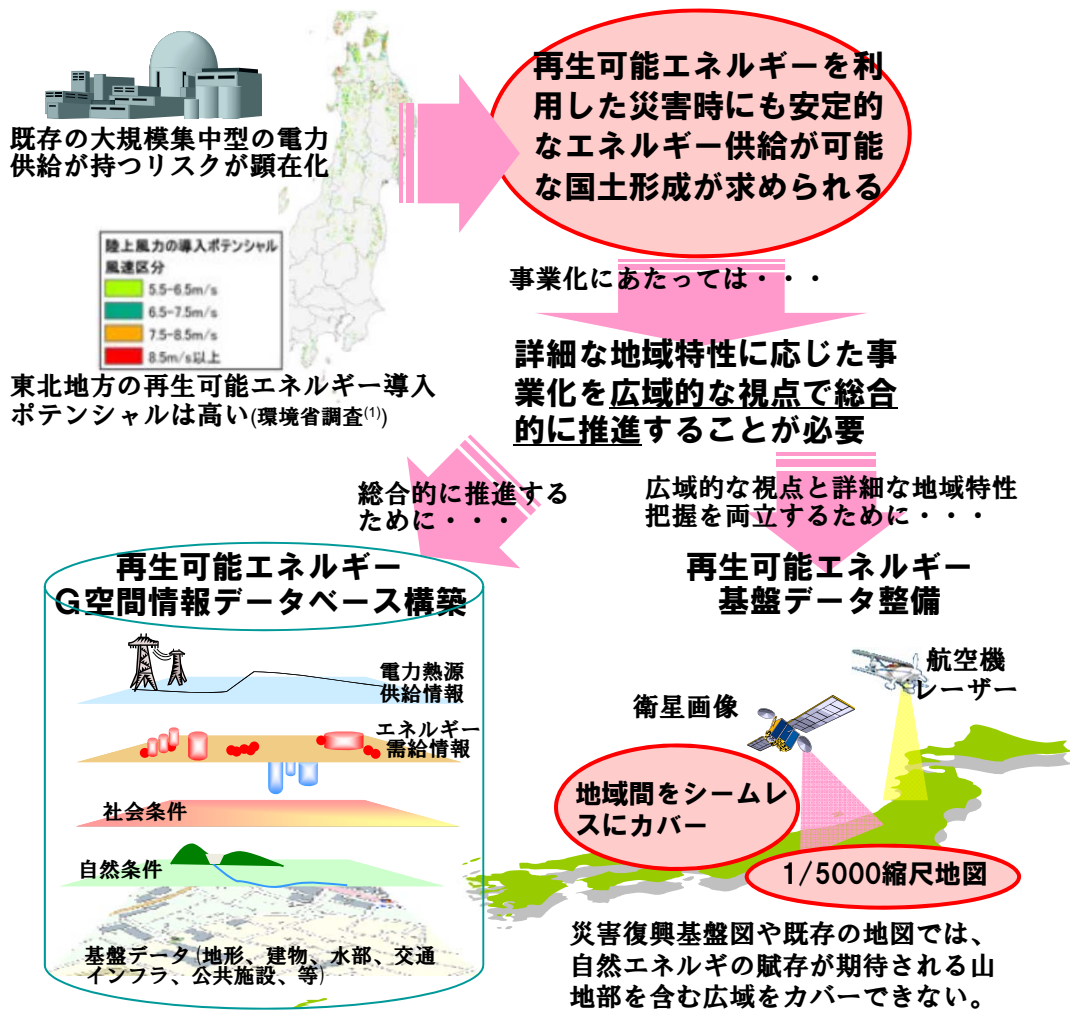 既存の大規模集中型の電力
供給が持つリスクが顕在化
再生可能エネルギーを利
用した災害時にも安定的
なエネルギー供給が可能
な国土形成が求められる
陸上風力の導入ポテンシャル
風速区分
5.5-6.5m/s
6.5-7.5m/s
7.5-8.5m/s
8.5m/s以上
東北地方の再生可能エネルギー導入
ポテンシャルは高い(環境省調査(1))
事業化にあたっては・・・
詳細な地域特性に応じた事
業化を広域的な視点で総合
的に推進することが必要
総合的に推進する
ために・・・
広域的な視点と詳細な地域特性
把握を両立するために・・・
再生可能エネルギー
G空間情報データベース構築
電力熱源
供給情報
エネルギー
需給情報
社会条件
自然条件
基盤データ(地形、建物、水部、交通
インフラ、公共施設、等)
再生可能エネルギー
基盤データ整備
航空機
レーザー
衛星画像
地域間をシームレ
スにカバー
1/5000縮尺地図
災害復興基盤図や既存の地図では、
自然エネルギの賦存が期待される山
地部を含む広域をカバーできない。